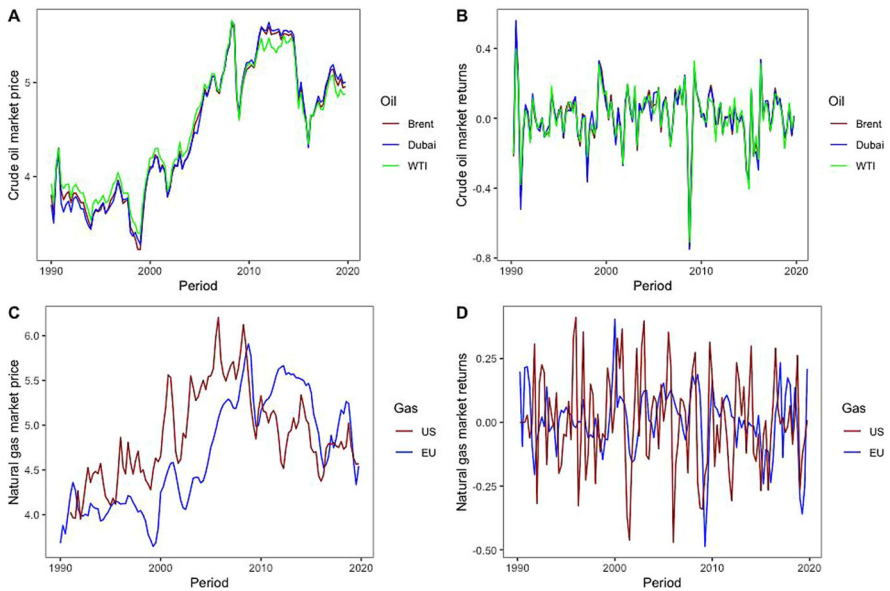 A
Crude oil market price
5
4
1990
2000
2010
2020
Period
Oil
Brent
Dubai
WTI
B
Crude oil market returns
0.4
0.0
-0.4
-0.8
1990
2000
2010
2020
Period
Oil
Brent
Dubai
WTI
C
Natural gas market price
6.0
5.5
5.0
4.5
4.0
1990
2000
2010
2020
Period
Gas
US
EU
D
Natural gas market returns
0.25
0.00
-0.25
-0.50
1990
2000
2010
2020
Period
Gas
US
EU